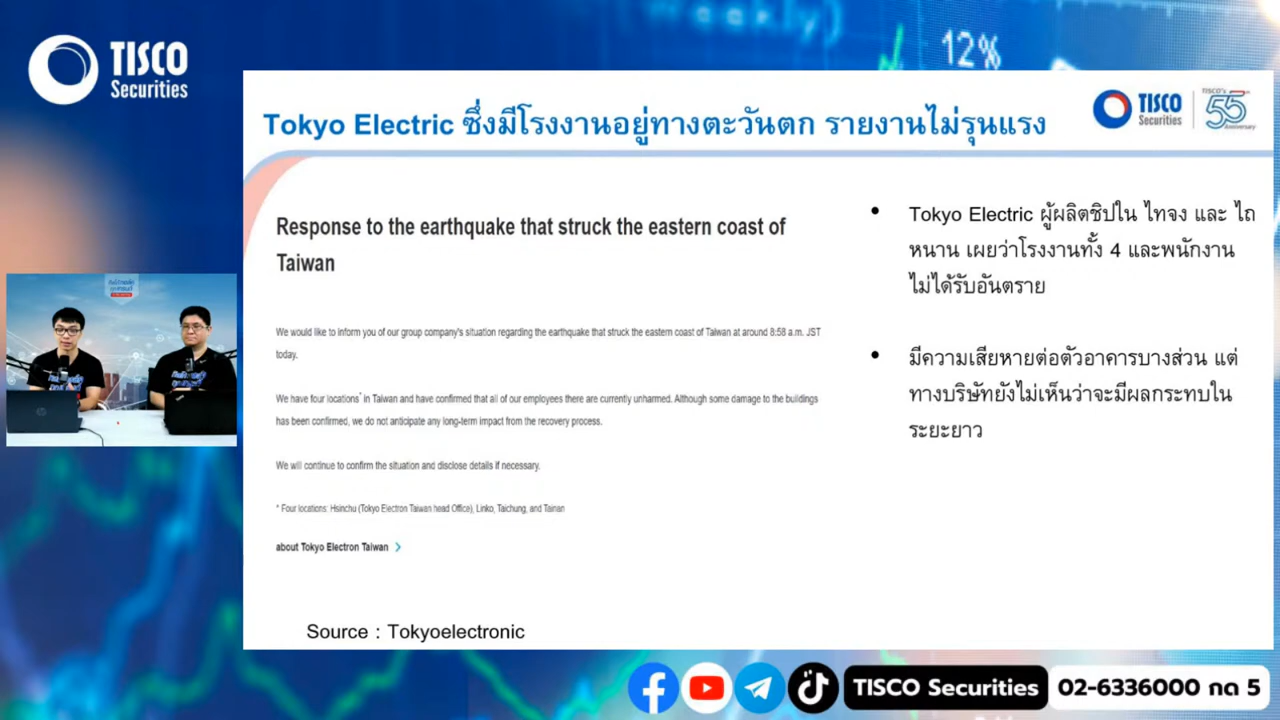 TISCO
Securities
12%
Tokyo Electric ซึ่งมีโรงงานอยู่ทางตะวันตก รายงานไม่รุนแรง
TISCO
Securities
TISCO's
55
Anniversary
Response to the earthquake that struck the eastern coast of
Taiwan
We would like to inform you of our group company's situation regarding the earthquake that struck the eastern coast of Taiwan at around 8:58 a.m. JST
today.
We have four locations* in Taiwan and have confirmed that all of our employees there are currently unharmed. Although some damage to the buildings
has been confirmed, we do not anticipate any long-term impact from the recovery process.
We will continue to confirm the situation and disclose details if necessary.
* Four locations: Hsinchu (Tokyo Electron Taiwan head Office), Linko, Taichung, and Tainan
about Tokyo Electron Taiwan
Source : Tokyoelectronic
• Tokyo Electric ผู้ผลิตชิปใน ไทจง และ ไถ
หนาน เผยว่าโรงงานทั้ง 4 และพนักงาน
ไม่ได้รับอันตราย
• มีความเสียหายต่อตัวอาคารบางส่วน แต่
ทางบริษัทยังไม่เห็นว่าจะมีผลกระทบใน
ระยะยาว
TISCO Securities
02-6336000 กด 5